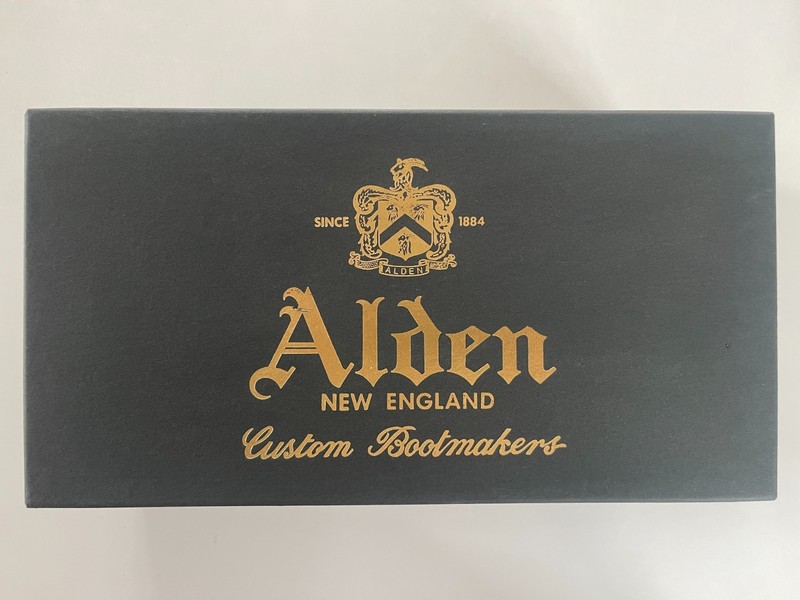 SINCE 1884
ALDEN
Alden
NEW ENGLAND
Custom Bootmakers